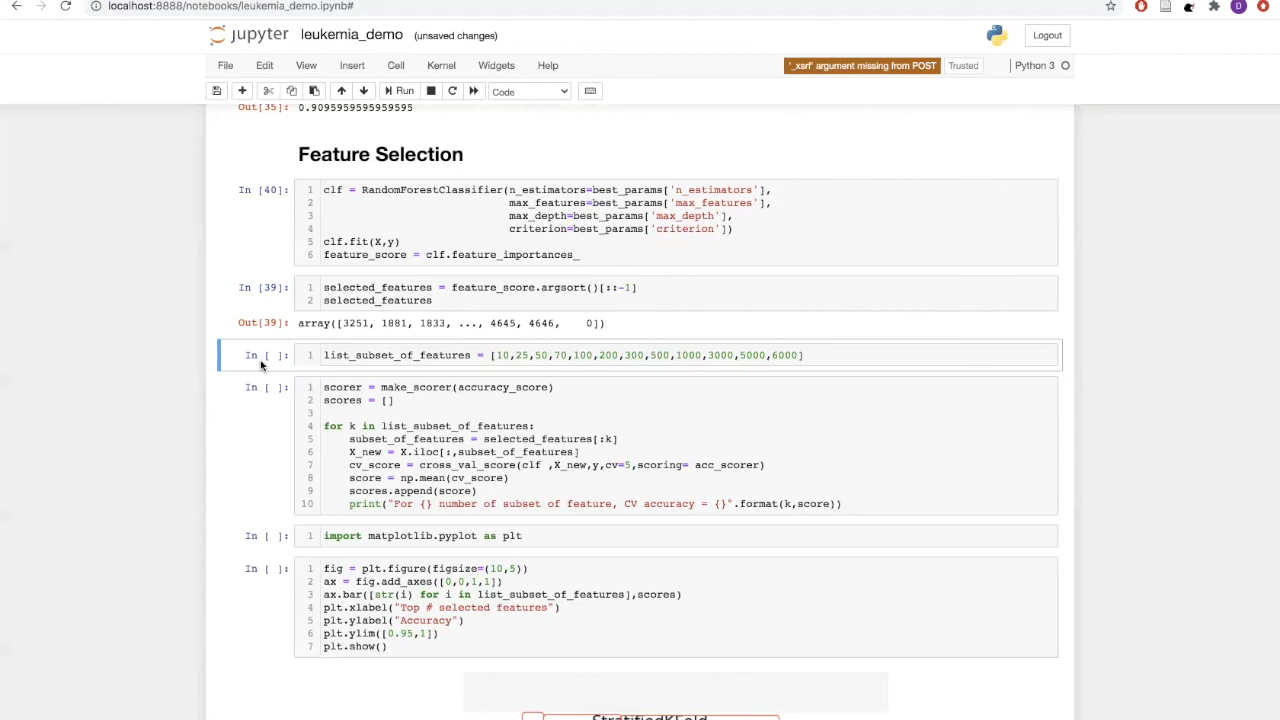 localhost:8888/notebooks/leukemia_demo.ipynb#
D
jupyter leukemia_demo (unsaved changes)
Logout
File Edit View Insert Cell Kernel Widgets Help
'_xsrf' argument missing from POST
Trusted
Python 3
Run
Code
Out[35]: 0.9095959595959595
Feature Selection
In [40]:
1 clf = RandomForestClassifier(n_estimators=best_params['n_estimators'],
2 max_features=best_params['max_features'],
3 max_depth=best_params['max_depth'],
4 criterion=best_params['criterion'])
5 clf.fit(X,y)
6 feature_score = clf.feature_importances_
In [39]:
1 selected_features = feature_score.argsort()[::-1]
2 selected_features
Out[39]: array([3251, 1881, 1833, ..., 4645, 4646, 0])
In [ ]:
1 list_subset_of_features = [10,25,50,70,100,200,300,500,1000,3000,5000,6000]
In [ ]:
1 scorer = make_scorer(accuracy_score)
2 scores = []
3
4 for k in list_subset_of_features:
5 subset_of_features = selected_features[:k]
6 X_new = X.iloc[:,subset_of_features]
7 cv_score = cross_val_score(clf ,X_new,y,cv=5,scoring= acc_scorer)
8 score = np.mean(cv_score)
9 scores.append(score)
10 print("For {} number of subset of feature, CV accuracy = {}".format(k,score))
In [ ]:
1 import matplotlib.pyplot as plt
In [ ]:
1 fig = plt.figure(figsize=(10,5))
2 ax = fig.add_axes([0,0,1,1])
3 ax.bar([str(i) for i in list_subset_of_features],scores)
4 plt.xlabel("Top # selected features")
5 plt.ylabel("Accuracy")
6 plt.ylim([0.95,1])
7 plt.show()
StratifiedKFold